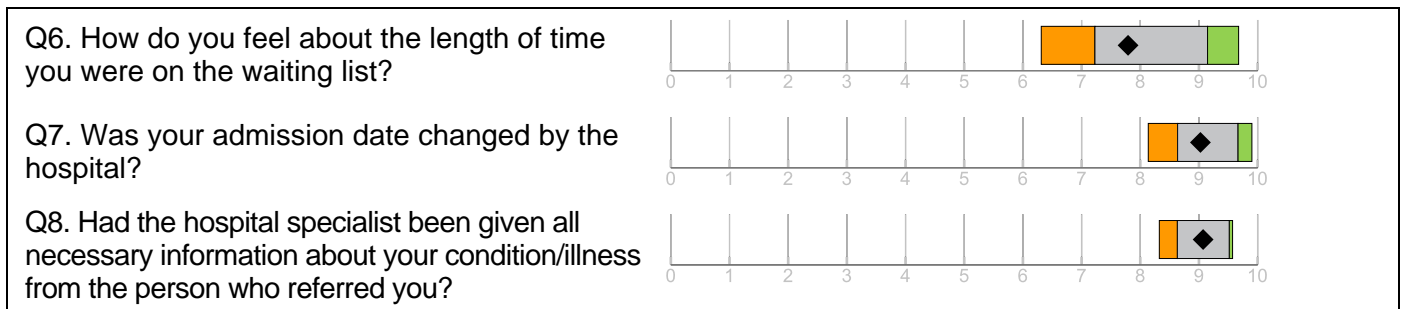 Q6. How do you feel about the length of time
you were on the waiting list?
0 1 2 3 4 5 6 7 8 9 10
Q7. Was your admission date changed by the
hospital?
0 1 2 3 4 5 6 7 8 9 10
Q8. Had the hospital specialist been given all
necessary information about your condition/illness
from the person who referred you?
0 1 2 3 4 5 6 7 8 9 10